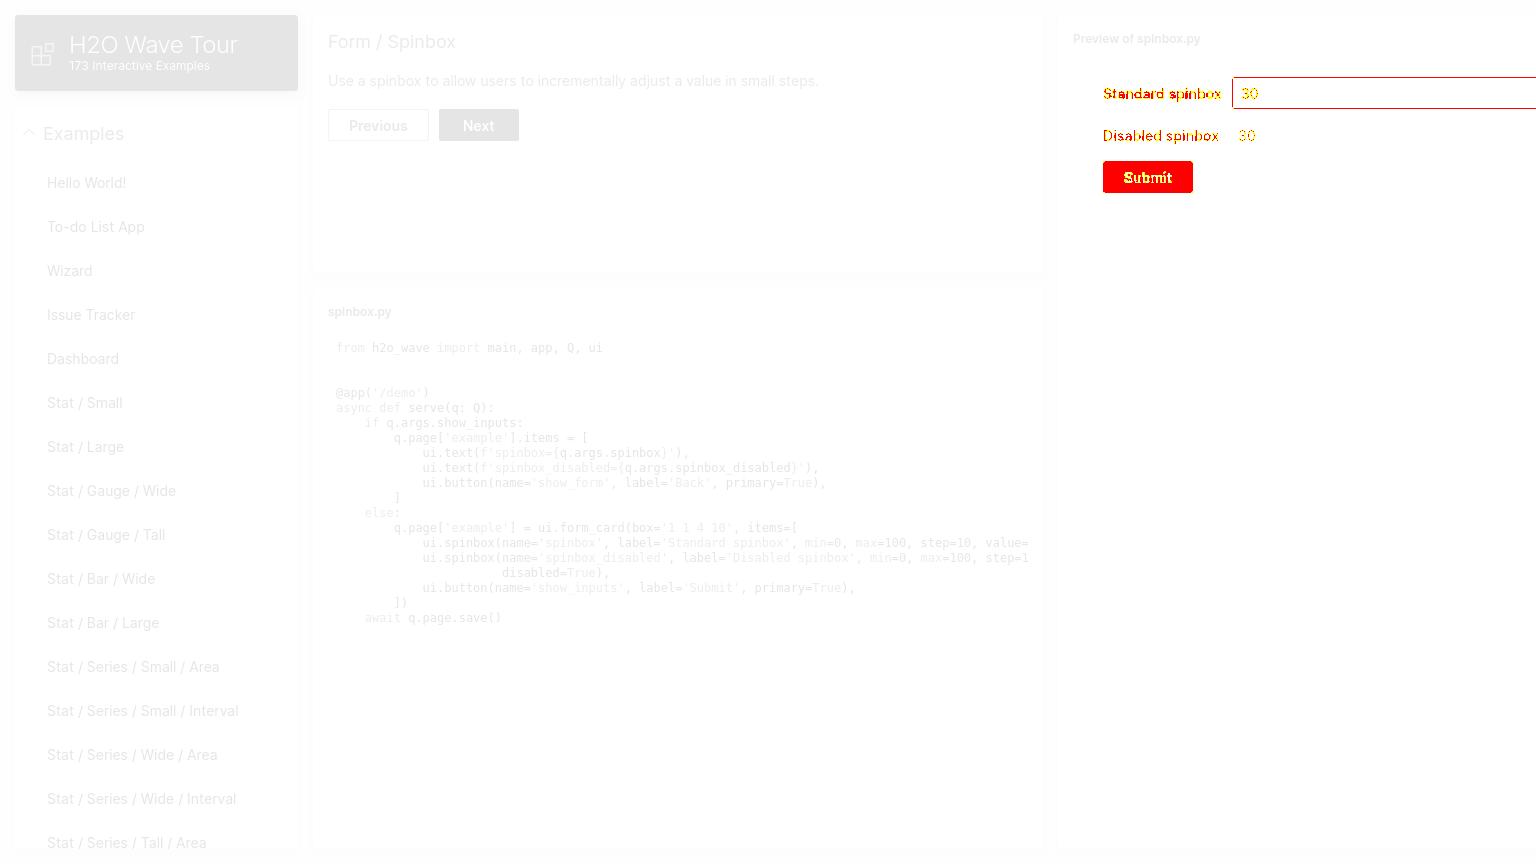 H2O Wave Tour
173 Interactive Examples
Examples
Hello World!
To-do List App
Wizard
Issue Tracker
Dashboard
Stat / Small
Stat / Large
Stat / Gauge / Wide
Stat / Gauge / Tall
Stat / Bar / Wide
Stat / Bar / Large
Stat / Series / Small / Area
Stat / Series / Small / Interval
Stat / Series / Wide / Area
Stat / Series / Wide / Interval
Stat / Series / Tall / Area
Form / Spinbox
Use a spinbox to allow users to incrementally adjust a value in small steps.
Previous Next
spinbox.py
from h2o_wave import main, app, Q, ui
@app('/demo')
async def serve(q: Q):
if q.args.show_inputs:
q.page['example'].items = [
ui.text(f'spinbox={q.args.spinbox}'),
ui.text(f'spinbox_disabled={q.args.spinbox_disabled}'),
ui.button(name='show_form', label='Back', primary=True),
]
else:
q.page['example'] = ui.form_card(box='1 1 4 10', items=[
ui.spinbox(name='spinbox', label='Standard spinbox', min=0, max=100, step=10, value=
ui.spinbox(name='spinbox_disabled', label='Disabled spinbox', min=0, max=100, step=1
disabled=True),
ui.button(name='show_inputs', label='Submit', primary=True),
])
await q.page.save()
Preview of spinbox.py
Standard spinbox 30
Disabled spinbox 30
Submit